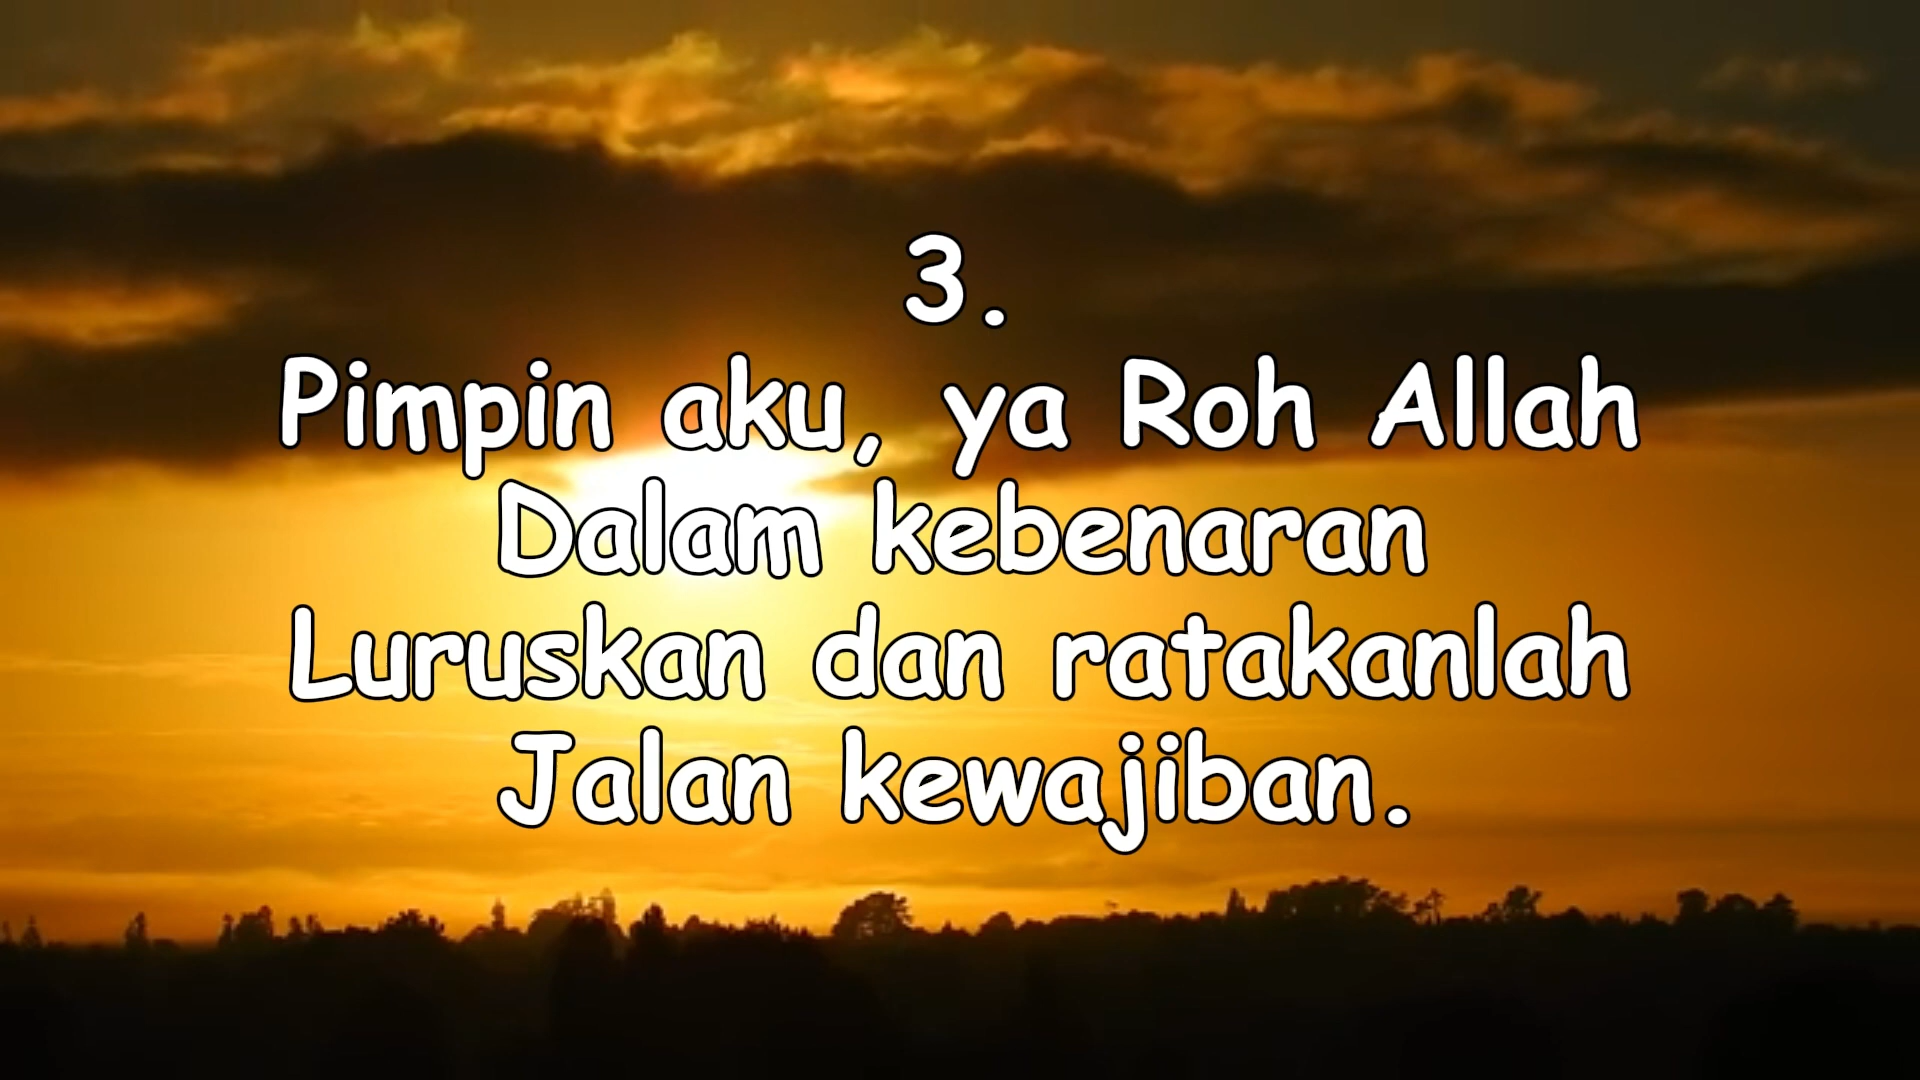 3.
Pimpin aku, ya Roh Allah
Dalam kebenaran
Luruskan dan ratakanlah
Jalan kewajiban.